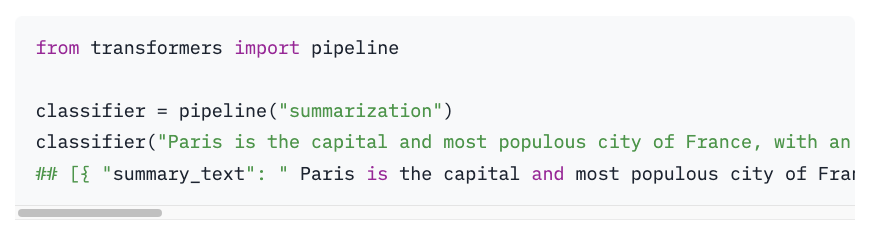 from transformers import pipeline
classifier = pipeline("summarization")
classifier("Paris is the capital and most populous city of France, with an
## [{ "summary_text": " Paris is the capital and most populous city of Fran